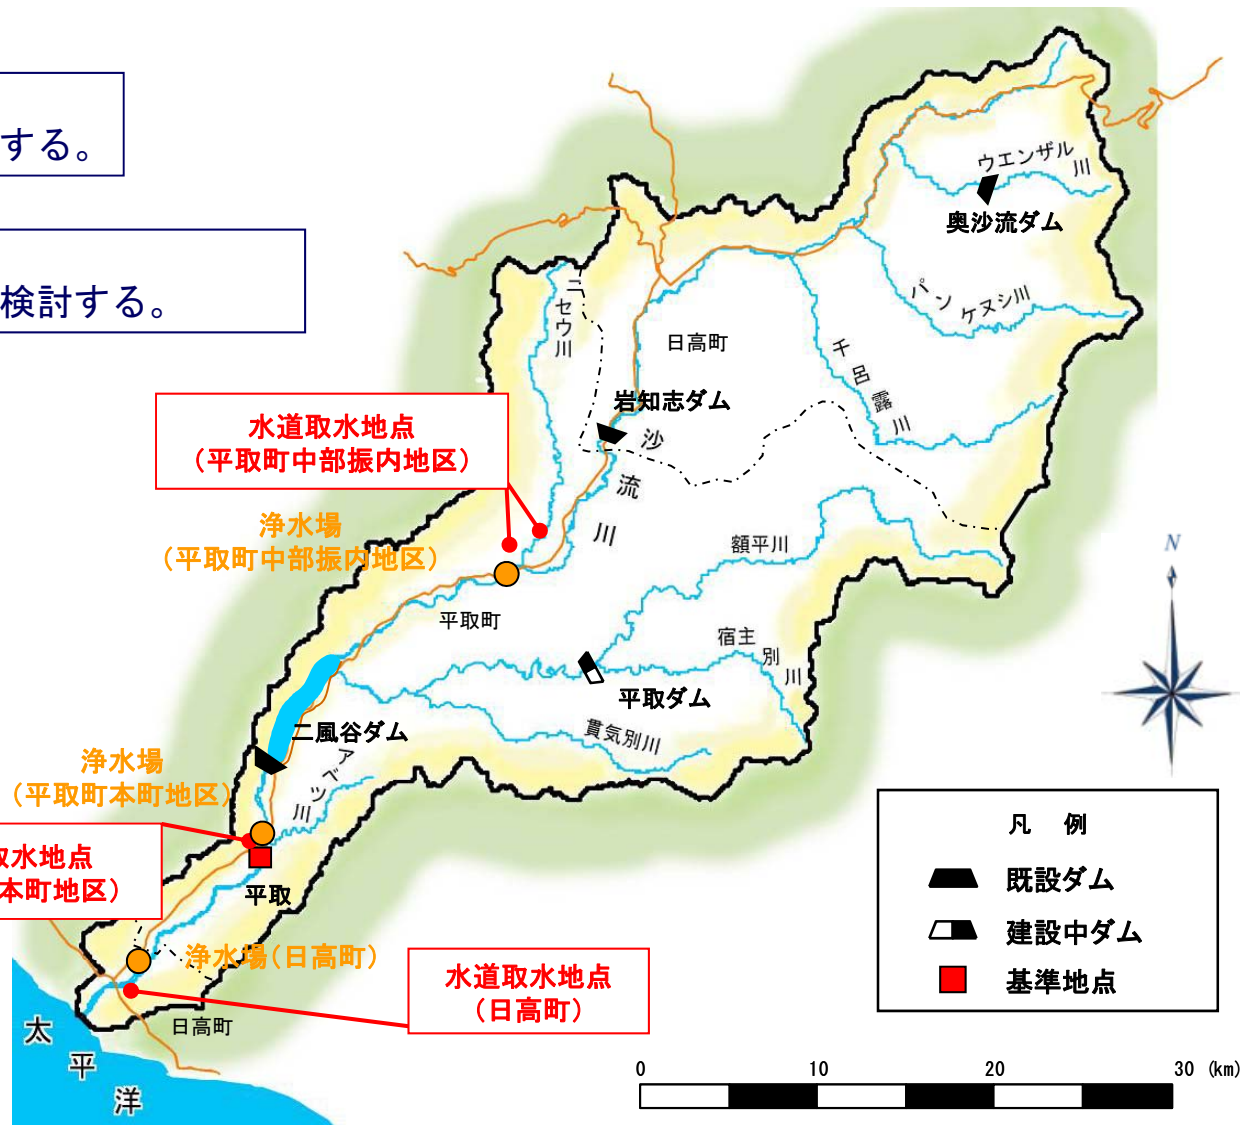 する。
検討する。
ウエンザル川
奥沙流ダム
パンケヌシ川
ニセウ川
日高町
千呂露川
岩知志ダム
水道取水地点
（平取町中部振内地区）
沙流川
浄水場
（平取町中部振内地区）
額平川
N
平取町
宿主別川
平取ダム
二風谷ダム
貫気別川
アベツ川
浄水場
（平取町本町地区）
取水地点
本町地区）
平取
凡 例
既設ダム
建設中ダム
基準地点
浄水場（日高町）
水道取水地点
（日高町）
日高町
太平洋
0 10 20 30 (km)